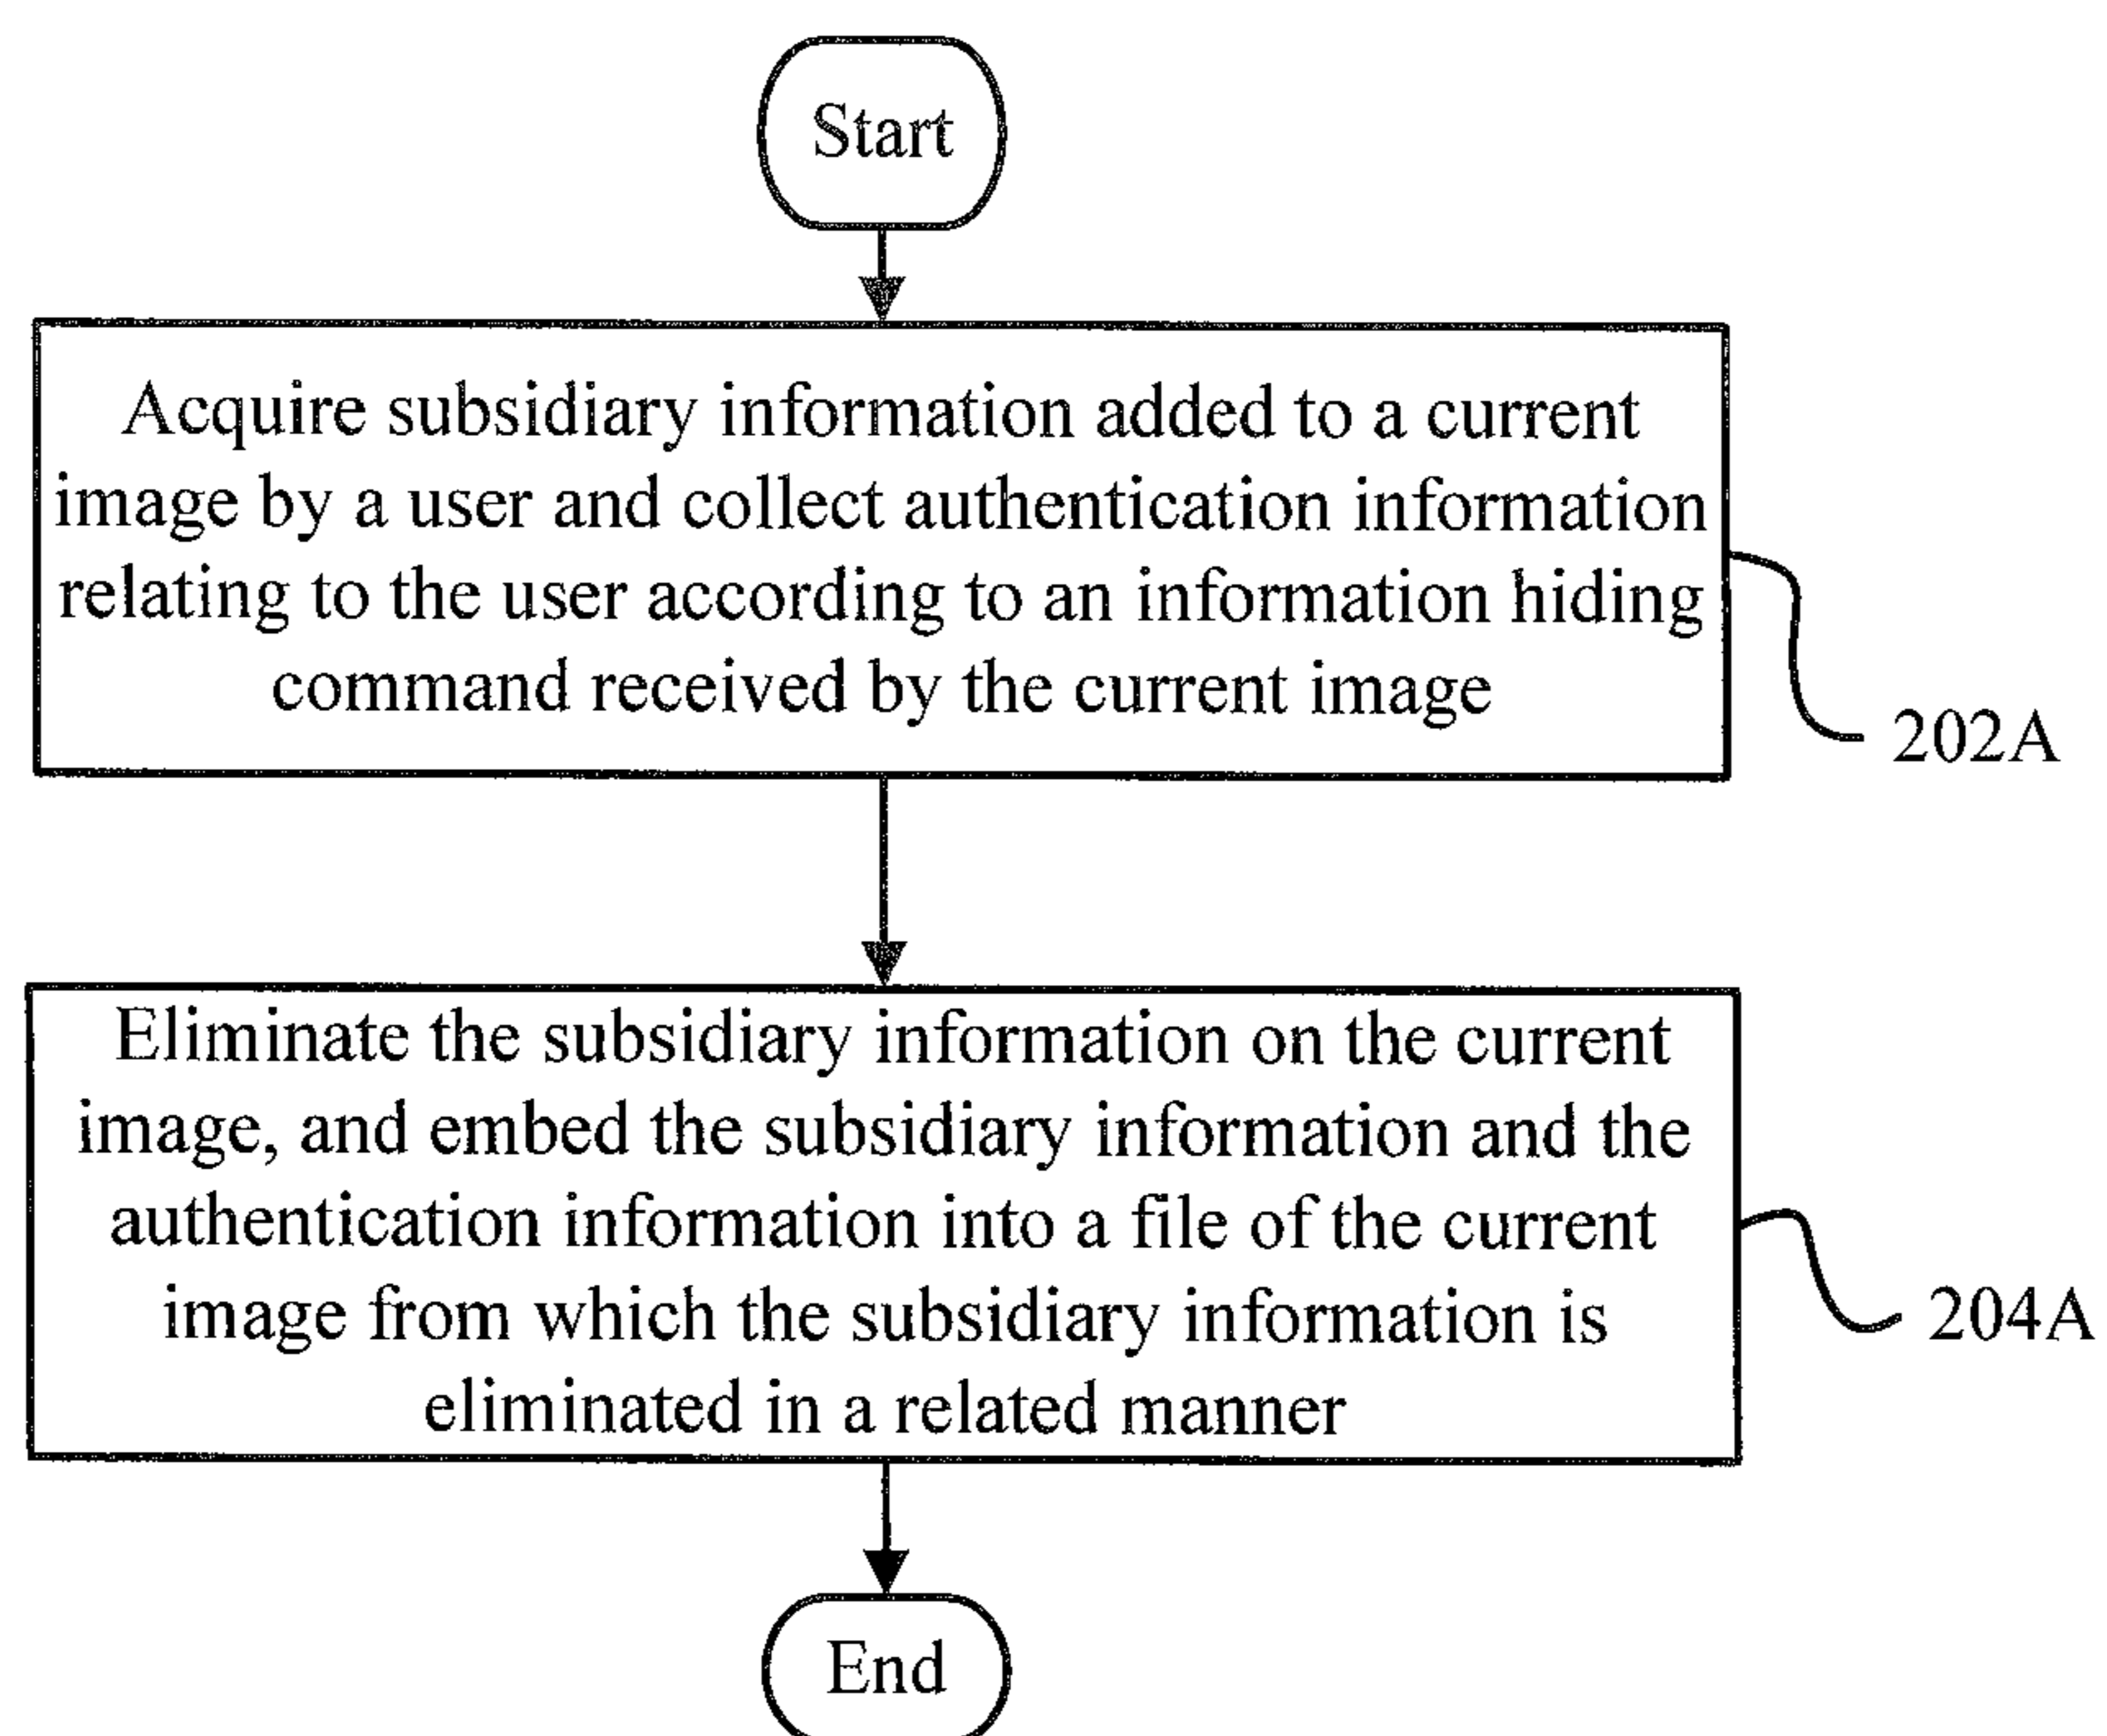 Start
Acquire subsidiary information added to a current
image by a user and collect authentication information
relating to the user according to an information hiding
command received by the current image
202A
Eliminate the subsidiary information on the current
image, and embed the subsidiary information and the
authentication information into a file of the current
image from which the subsidiary information is
eliminated in a related manner
204A
End